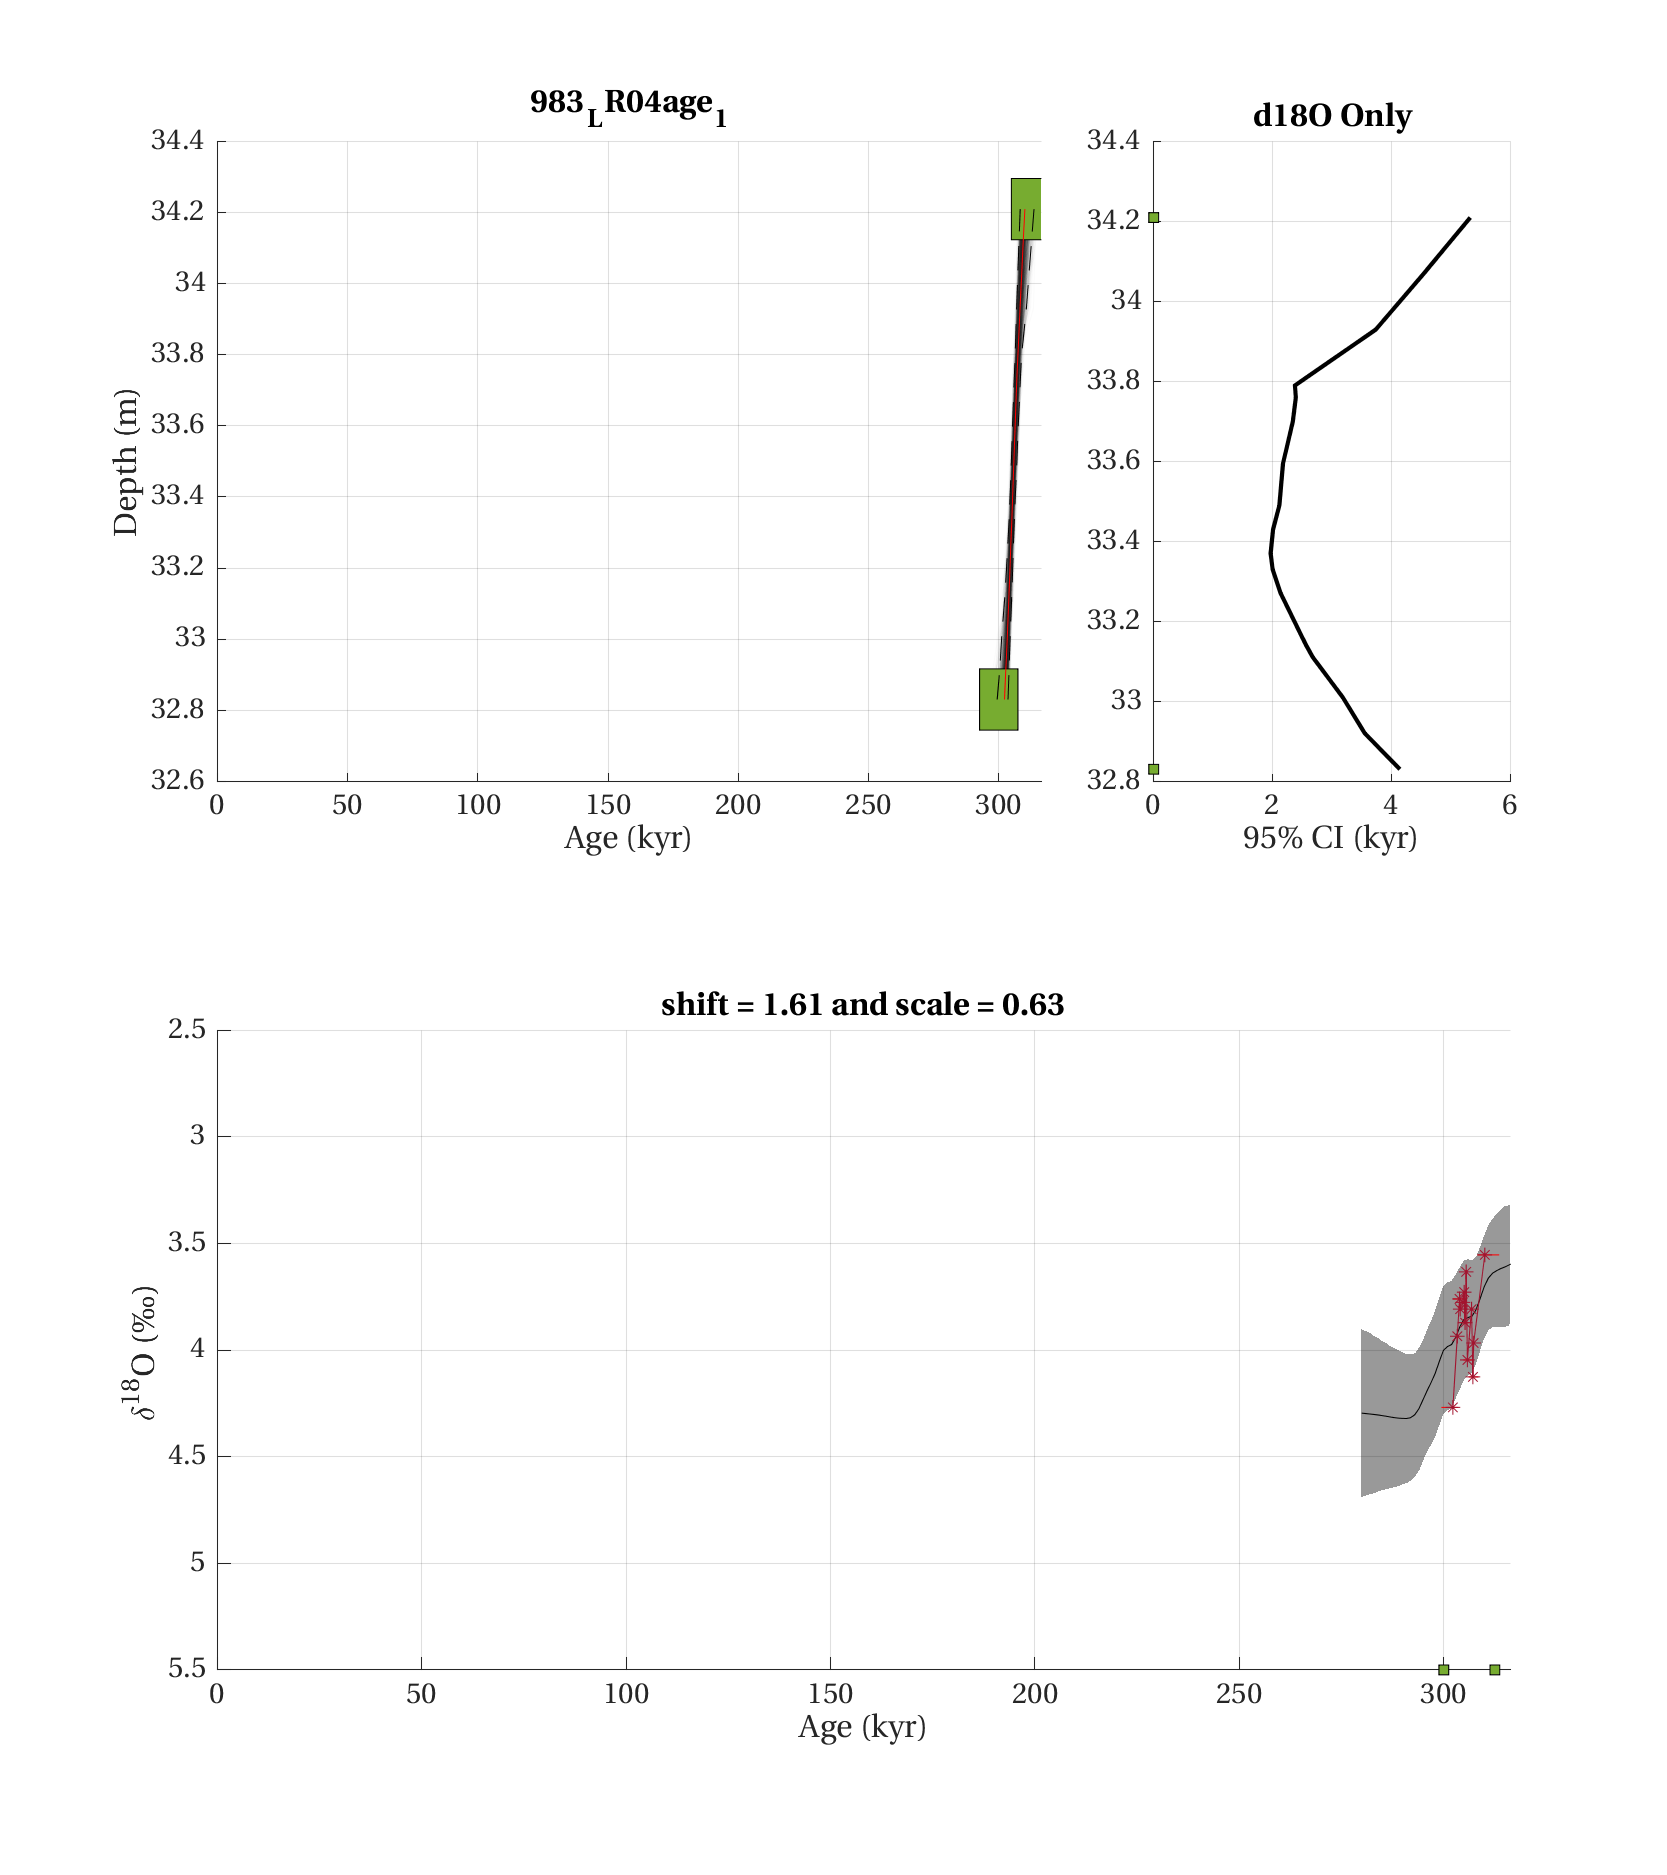 983LR04age1
34.4
34.2
34
33.8
33.6
33.4
33.2
33
32.8
32.6
Depth (m)
0 50 100 150 200 250 300
Age (kyr)
d18O Only
34.4
34.2
34
33.8
33.6
33.4
33.2
33
32.8
0 2 4 6
95% CI (kyr)
shift = 1.61 and scale = 0.63
2.5
3
3.5
4
4.5
5
5.5
δ18O (‰)
0 50 100 150 200 250 300
Age (kyr)